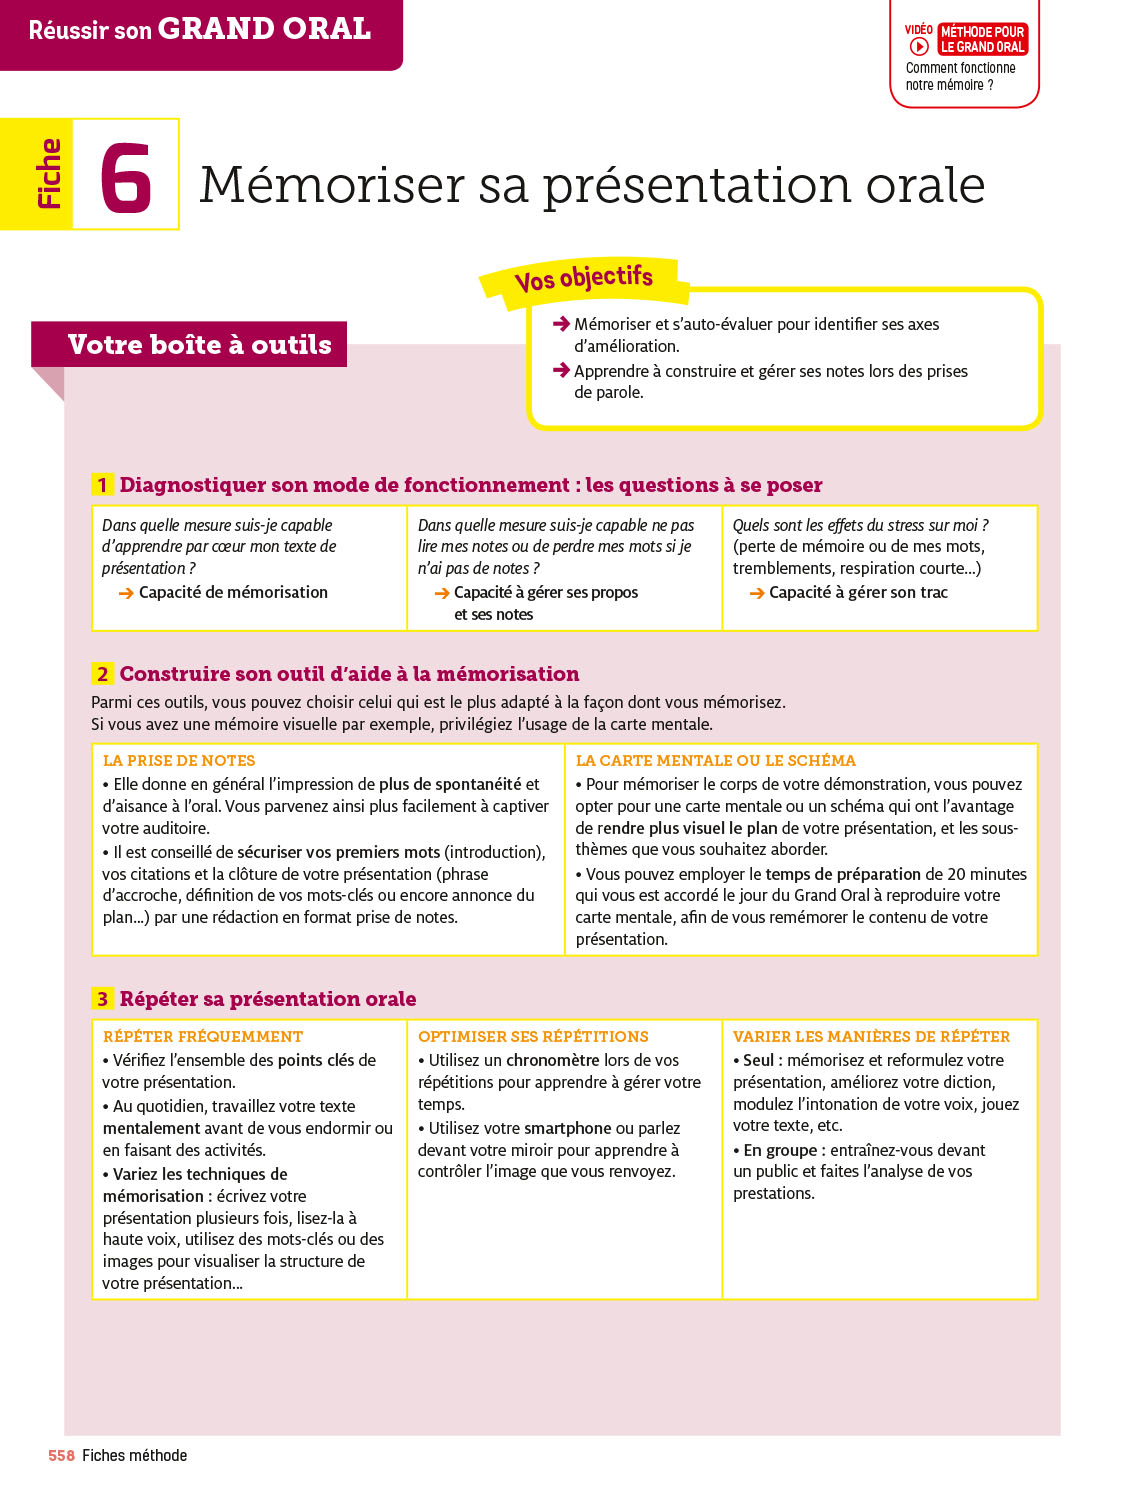 Réussir son GRAND ORAL
VIDÉO
MÉTHODE POUR
LE GRAND ORAL
Comment fonctionne
notre mémoire ?
Fiche
6
Mémoriser sa présentation orale
Vos objectifs
➔ Mémoriser et s’auto-évaluer pour identifier ses axes
d’amélioration.
➔ Apprendre à construire et gérer ses notes lors des prises
de parole.
Votre boîte à outils
1 Diagnostiquer son mode de fonctionnement : les questions à se poser
Dans quelle mesure suis-je capable
d’apprendre par cœur mon texte de
présentation ?
➔ Capacité de mémorisation
Dans quelle mesure suis-je capable ne pas
lire mes notes ou de perdre mes mots si je
n’ai pas de notes ?
➔ Capacité à gérer ses propos
et ses notes
Quels sont les effets du stress sur moi ?
(perte de mémoire ou de mes mots,
tremblements, respiration courte...)
➔ Capacité à gérer son trac
2 Construire son outil d’aide à la mémorisation
Parmi ces outils, vous pouvez choisir celui qui est le plus adapté à la façon dont vous mémorisez.
Si vous avez une mémoire visuelle par exemple, privilégiez l’usage de la carte mentale.
LA PRISE DE NOTES
• Elle donne en général l’impression de plus de spontanéité et
d’aisance à l’oral. Vous parvenez ainsi plus facilement à captiver
votre auditoire.
• Il est conseillé de sécuriser vos premiers mots (introduction),
vos citations et la clôture de votre présentation (phrase
d’accroche, définition de vos mots-clés ou encore annonce du
plan...) par une rédaction en format prise de notes.
LA CARTE MENTALE OU LE SCHÉMA
• Pour mémoriser le corps de votre démonstration, vous pouvez
opter pour une carte mentale ou un schéma qui ont l’avantage
de rendre plus visuel le plan de votre présentation, et les sous-
thèmes que vous souhaitez aborder.
• Vous pouvez employer le temps de préparation de 20 minutes
qui vous est accordé le jour du Grand Oral à reproduire votre
carte mentale, afin de vous remémorer le contenu de votre
présentation.
3 Répéter sa présentation orale
RÉPÉTER FRÉQUEMMENT
• Vérifiez l’ensemble des points clés de
votre présentation.
• Au quotidien, travaillez votre texte
mentalement avant de vous endormir ou
en faisant des activités.
• Variez les techniques de
mémorisation : écrivez votre
présentation plusieurs fois, lisez-la à
haute voix, utilisez des mots-clés ou des
images pour visualiser la structure de
votre présentation...
OPTIMISER SES RÉPÉTITIONS
• Utilisez un chronomètre lors de vos
répétitions pour apprendre à gérer votre
temps.
• Utilisez votre smartphone ou parlez
devant votre miroir pour apprendre à
contrôler l’image que vous renvoyez.
VARIER LES MANIÈRES DE RÉPÉTER
• Seul : mémorisez et reformulez votre
présentation, améliorez votre diction,
modulez l’intonation de votre voix, jouez
votre texte, etc.
• En groupe : entraînez-vous devant
un public et faites l’analyse de vos
prestations.
558 Fiches méthode